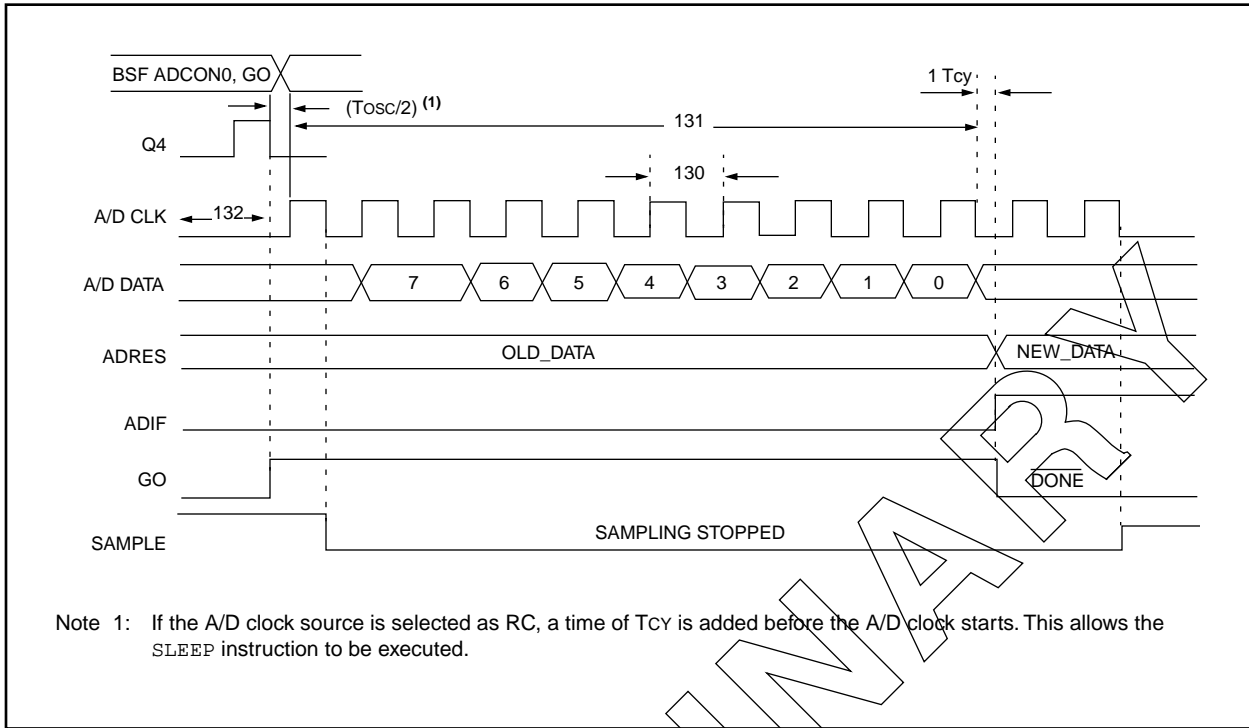 BSF ADCON0, GO
1 Tcy
(TOSC/2) (1)
131
Q4
130
A/D CLK
132
A/D DATA
7 6 5 4 3 2 1 0
ADRES
OLD_DATA
NEW_DATA
ADIF
GO
DONE
SAMPLE
SAMPLING STOPPED
Note 1: If the A/D clock source is selected as RC, a time of TCY is added before the A/D clock starts. This allows the
SLEEP instruction to be executed.
INARY